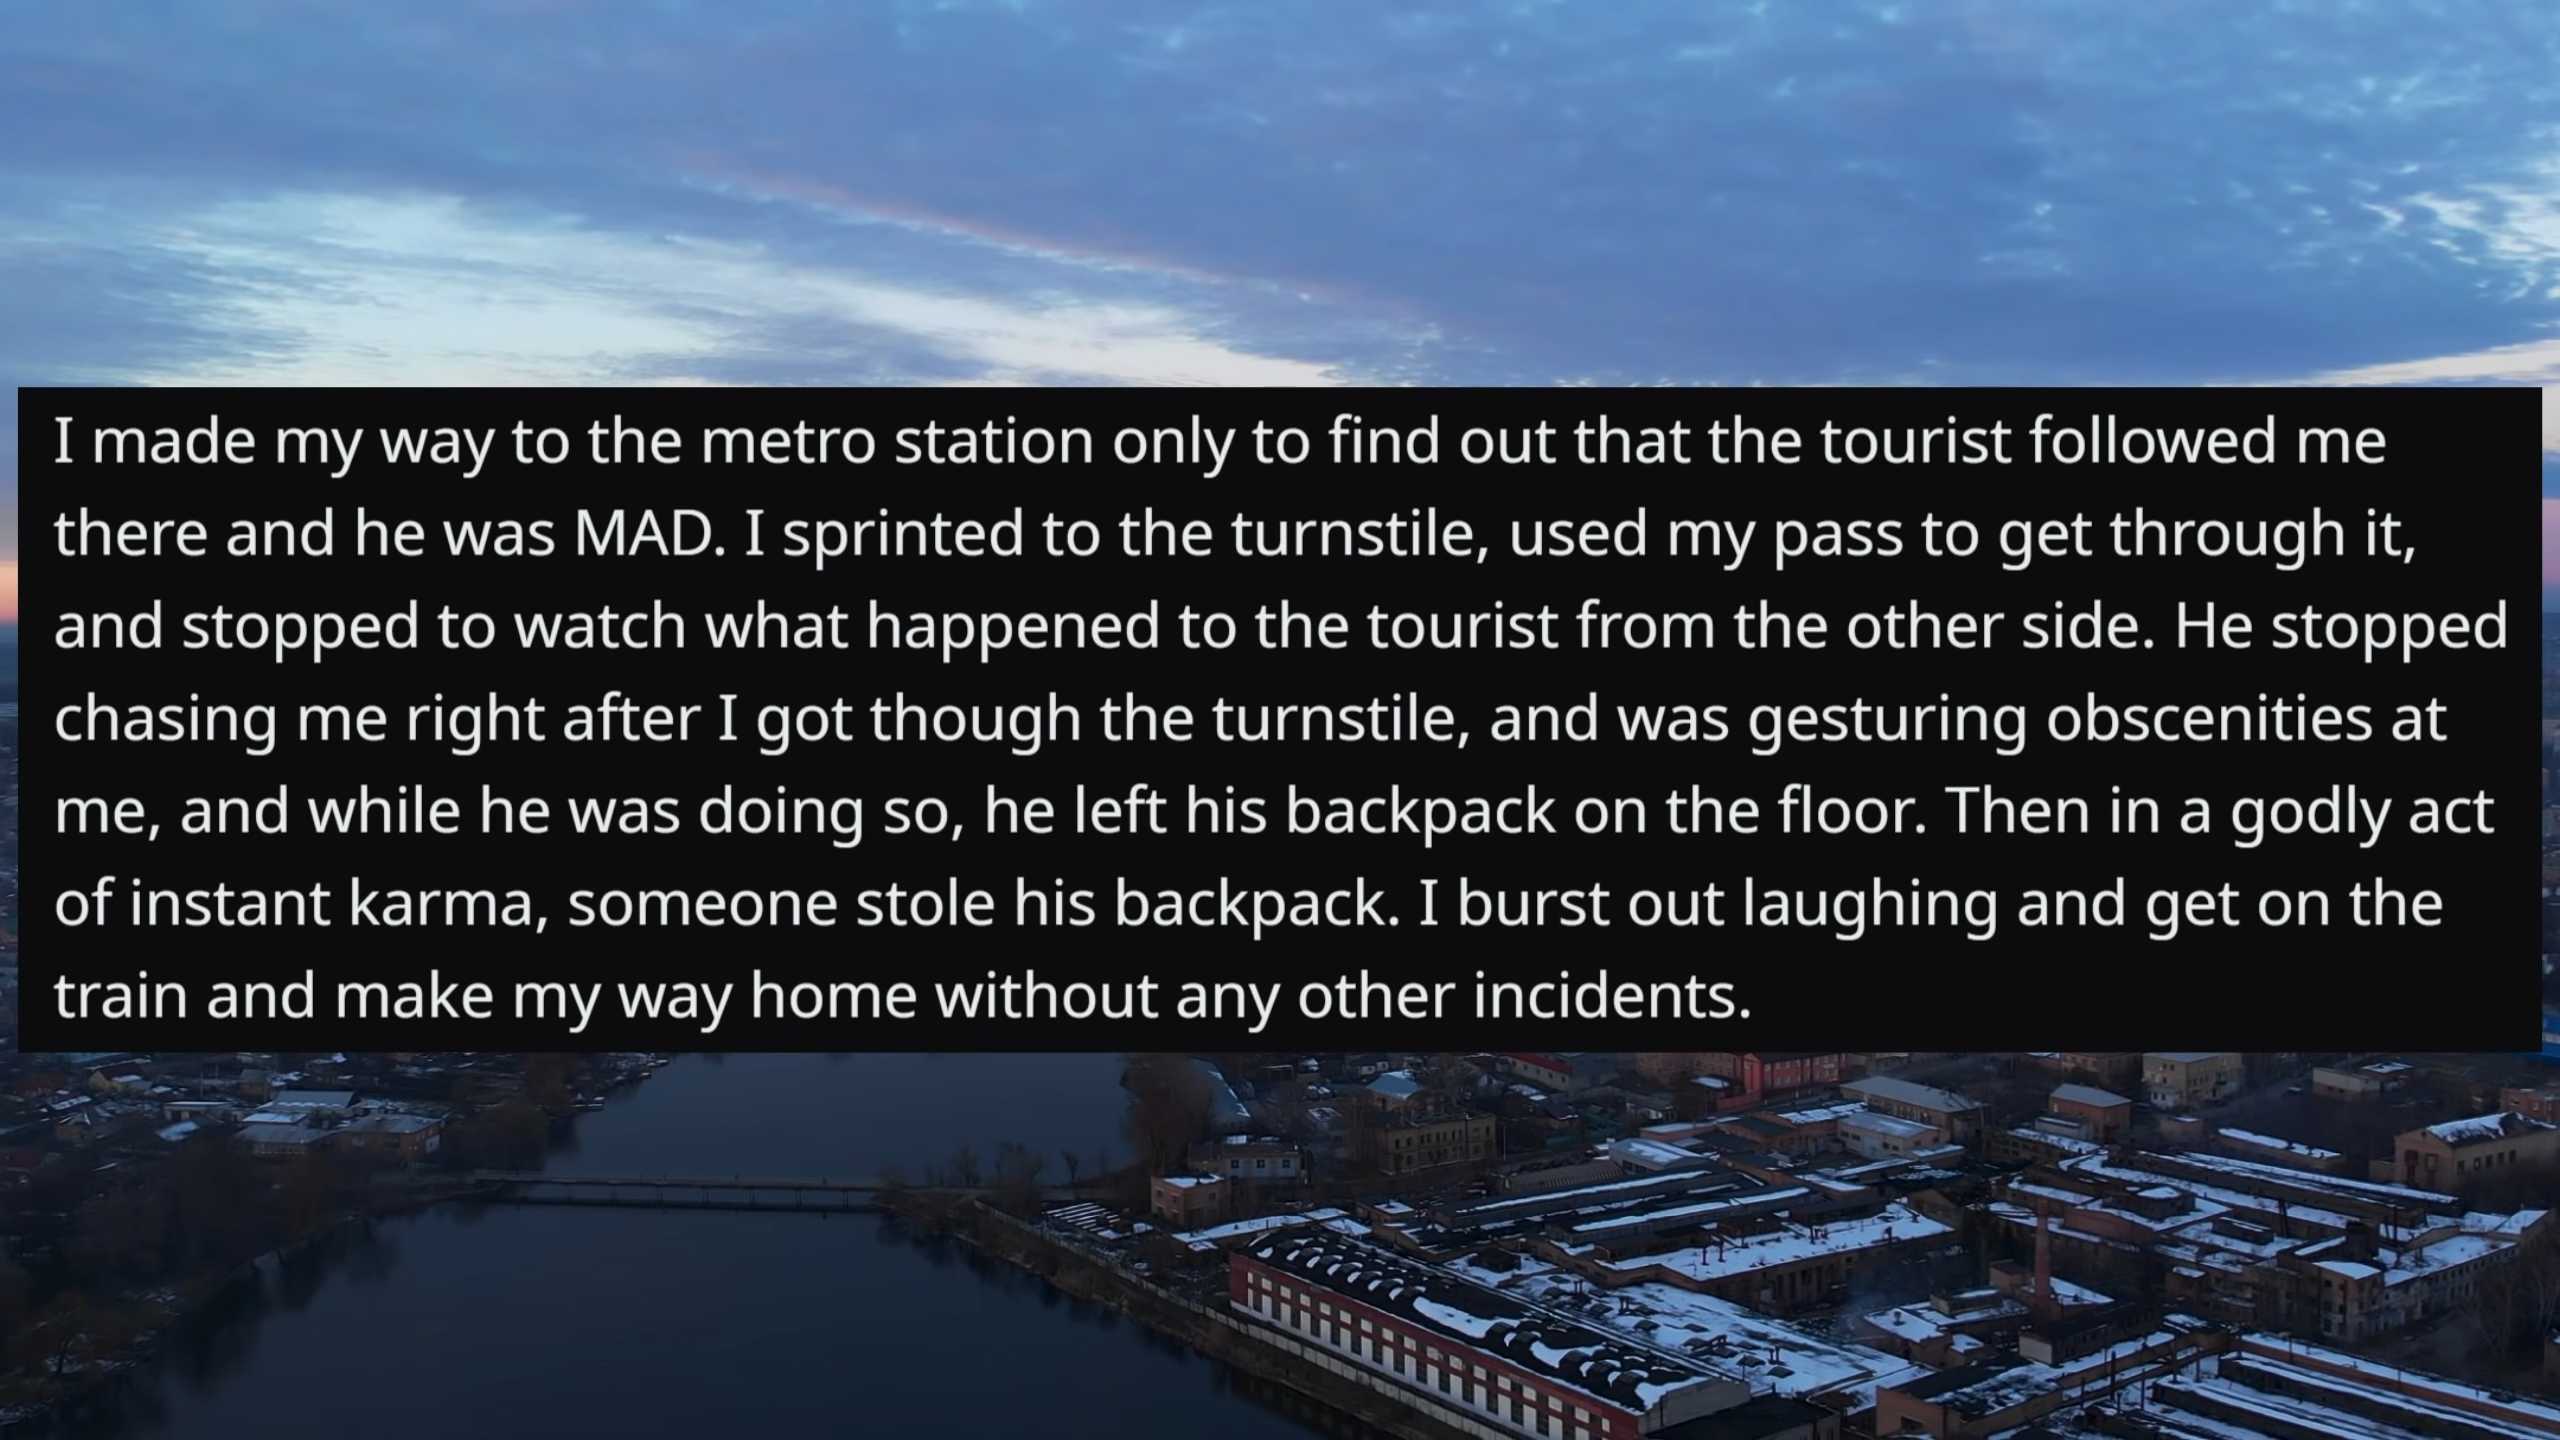 I made my way to the metro station only to find out that the tourist followed me
there and he was MAD. I sprinted to the turnstile, used my pass to get through it,
and stopped to watch what happened to the tourist from the other side. He stopped
chasing me right after I got though the turnstile, and was gesturing obscenities at
me, and while he was doing so, he left his backpack on the floor. Then in a godly act
of instant karma, someone stole his backpack. I burst out laughing and get on the
train and make my way home without any other incidents.